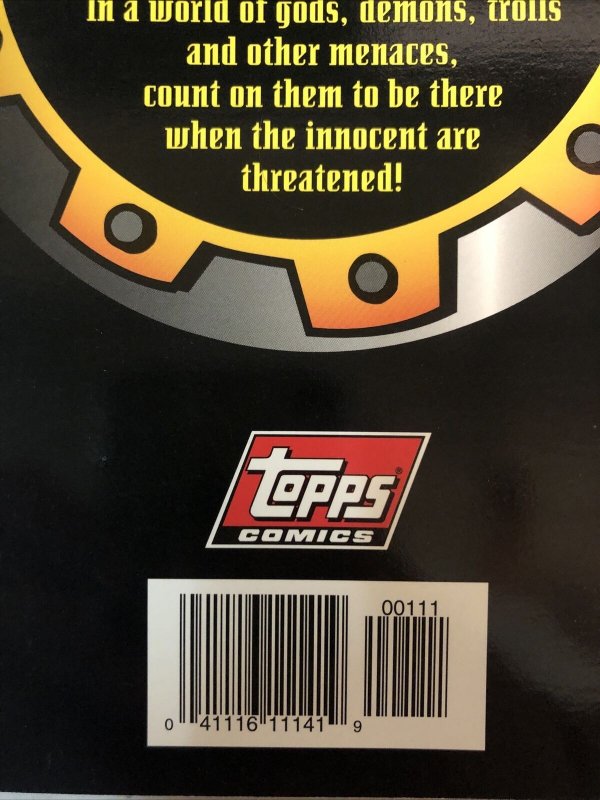 In a world of gods, demons, trolls
and other menaces,
count on them to be there
when the innocent are
threatened!
topps®
COMICS
00111
0 41116 11141 9